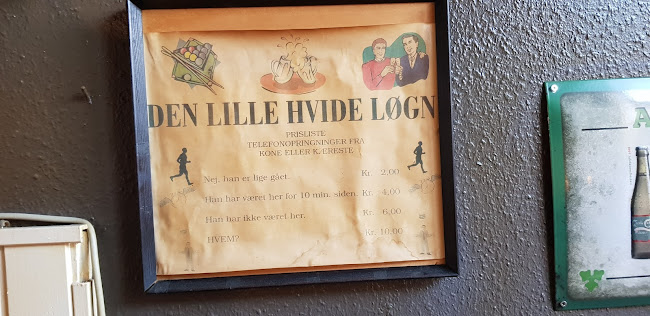 DEN LILLE HVIDE LØGN
PRISLISTE
TELEFONOPRINGNINGER FRA
KONE ELLER KÆRESTE
Nej, han er lige gået. Kr. 2,00
Han har været her for 10 min. siden. Kr. 4,00
Han har ikke været her. Kr. 6,00
HVEM? Kr. 10,00